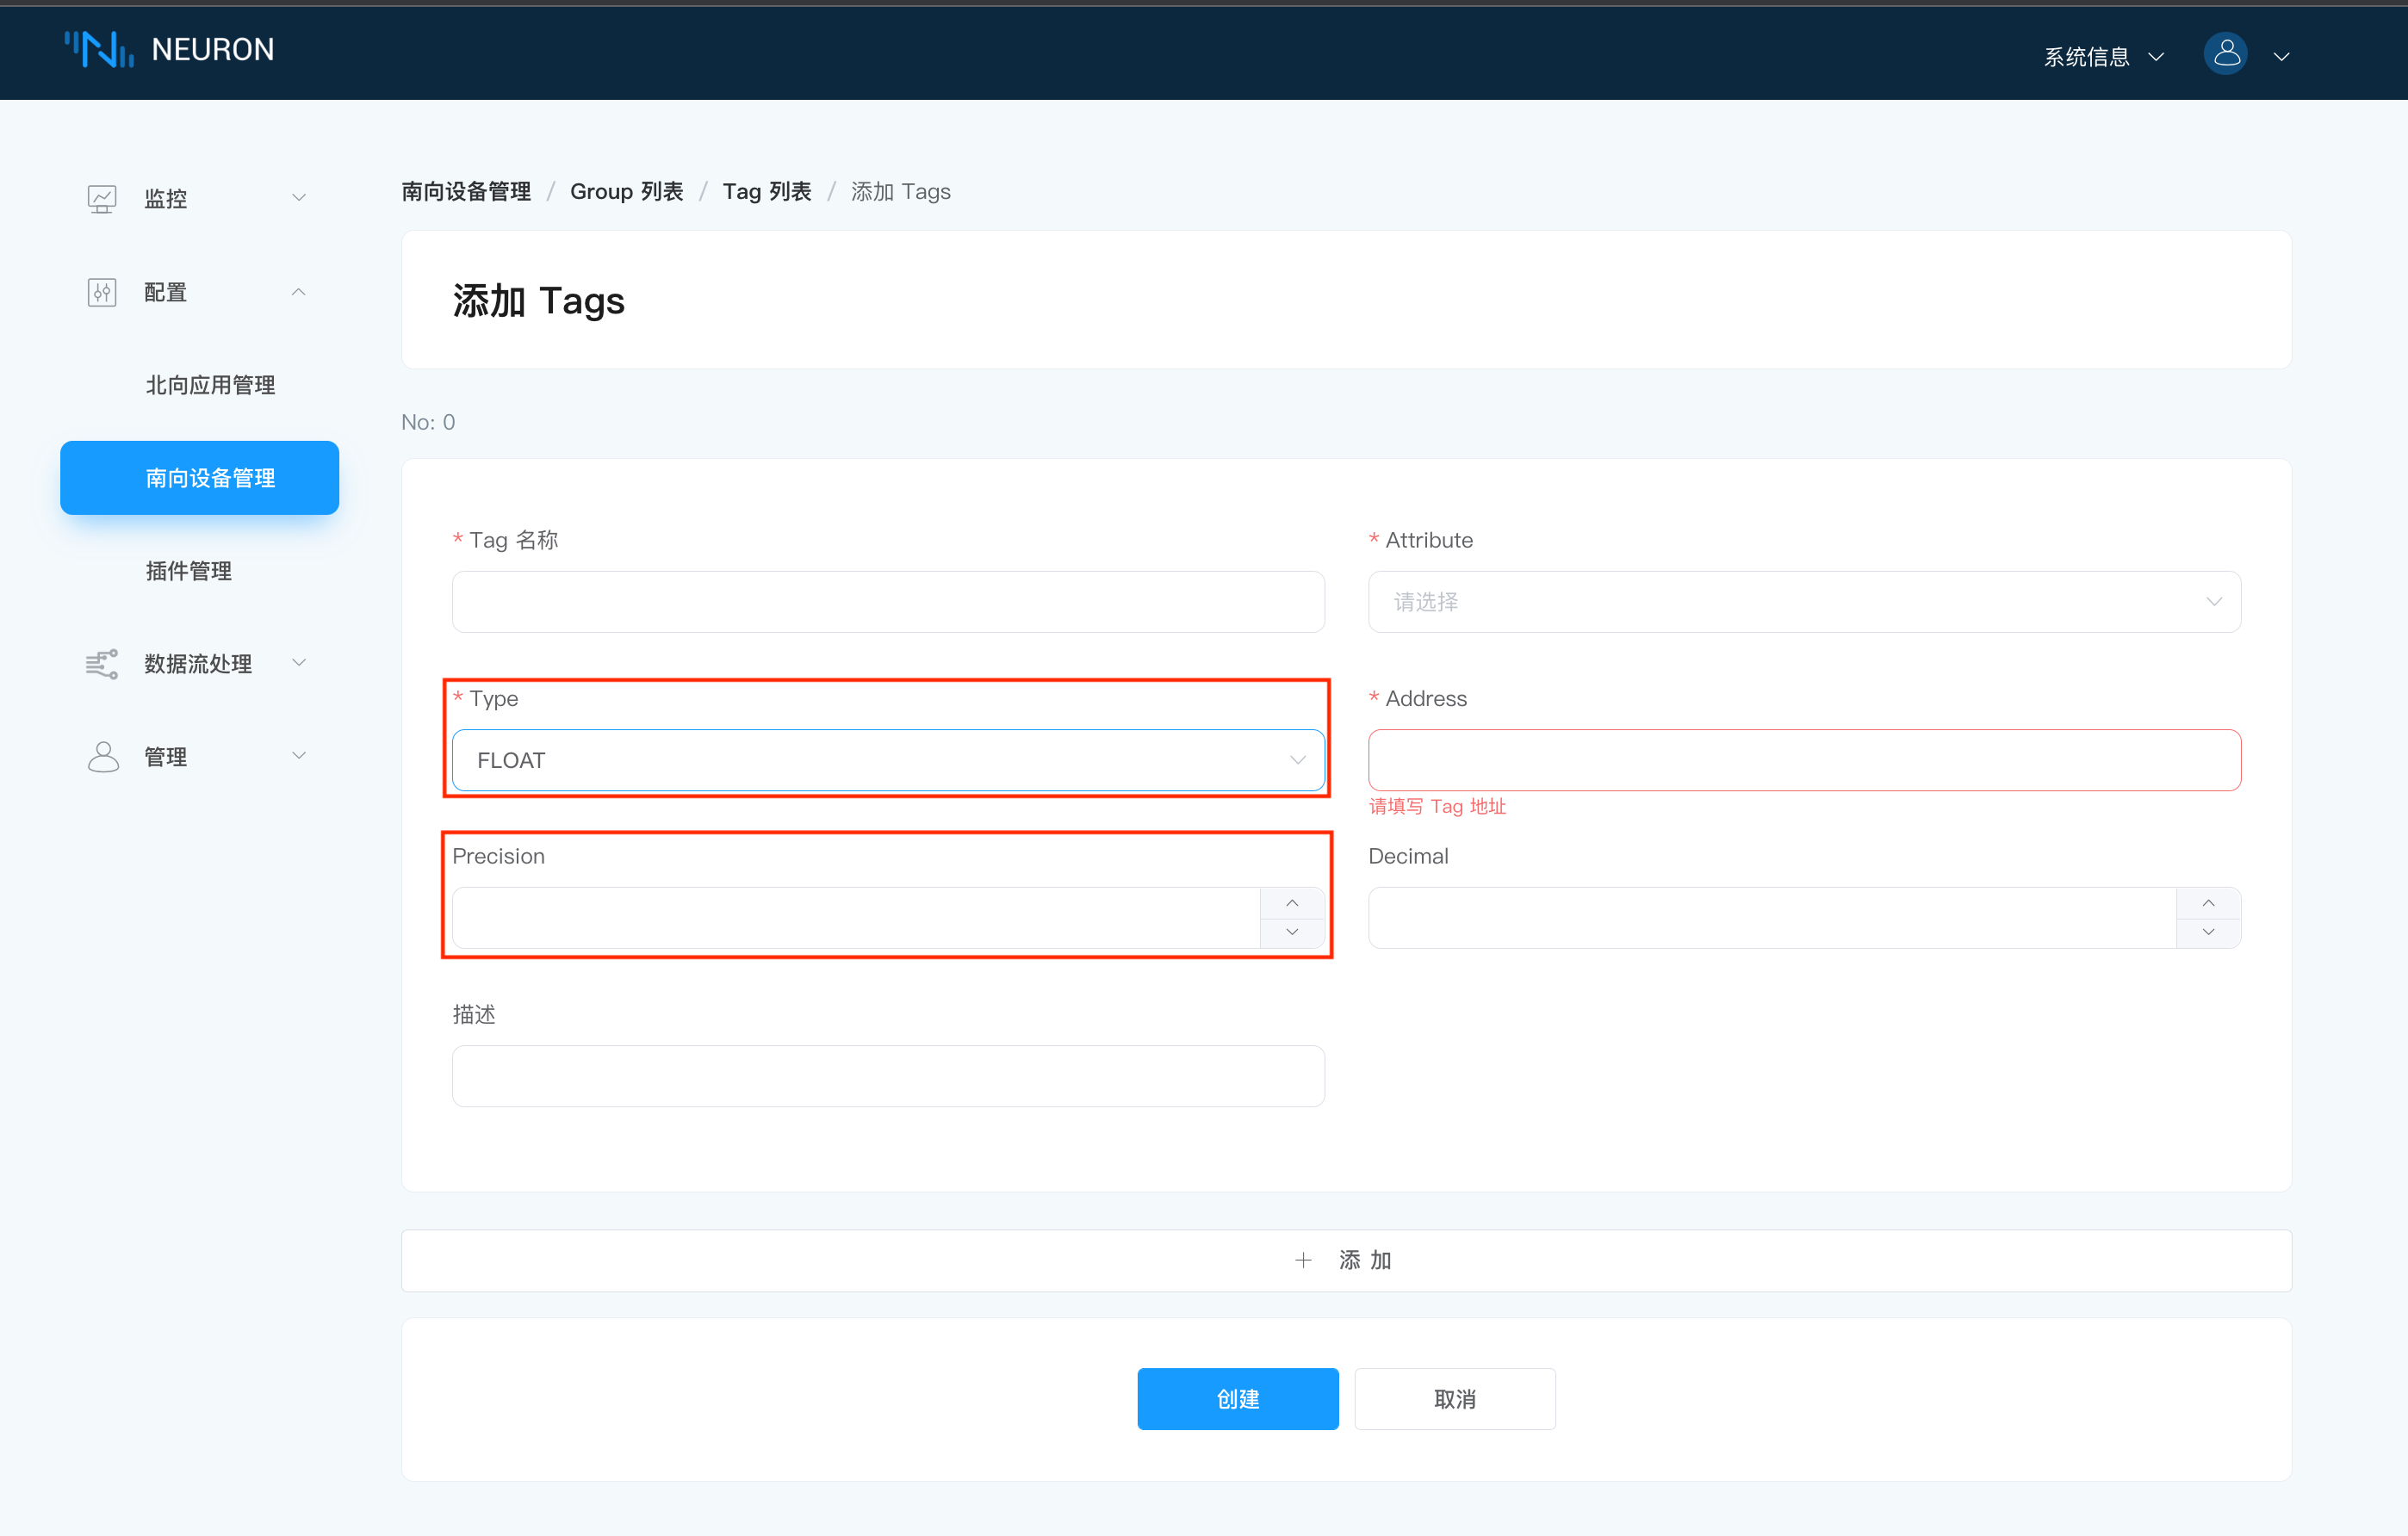 NEURON
系统信息
监控
配置
北向应用管理
南向设备管理
插件管理
数据流处理
管理
南向设备管理 / Group 列表 / Tag 列表 / 添加 Tags
添加 Tags
No: 0
* Tag 名称
* Attribute
请选择
* Type
* Address
FLOAT
请填写 Tag 地址
Precision
Decimal
描述
添 加
创建
取消